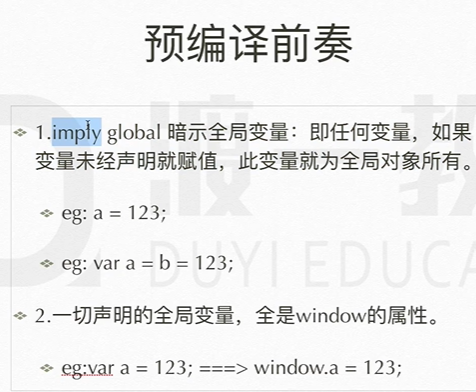 预编译前奏
1.imply global 暗示全局变量：即任何变量，如果
变量未经声明就赋值，此变量就为全局对象所有。
eg: a = 123;
eg: var a = b = 123;
2.一切声明的全局变量，全是window的属性。
eg:var a = 123; ===> window.a = 123;
DUYI EDUCA